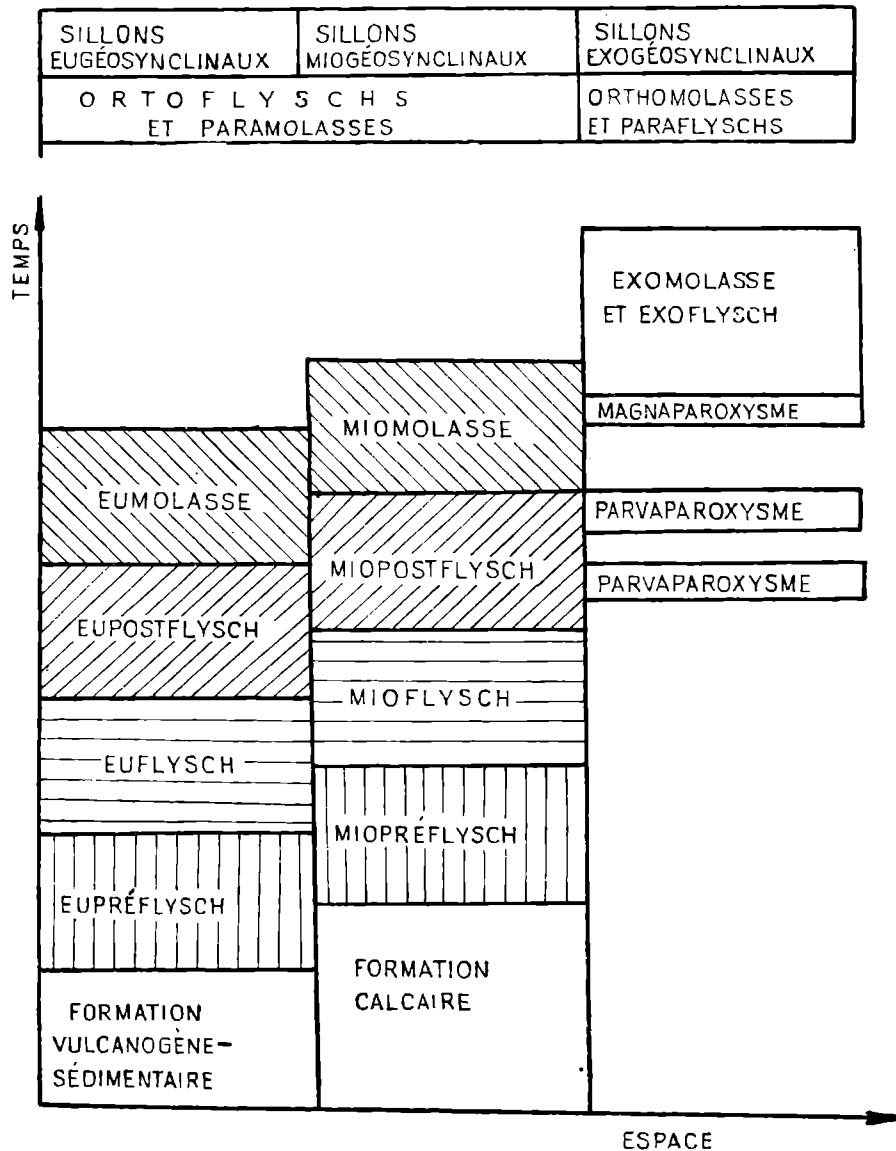 SILLONS
EUGÉOSYNCLINAUX
SILLONS
MIOGÉOSYNCLINAUX
SILLONS
EXOGÉOSYNCLINAUX
ORTOFLYSCHS
ET PARAMOLASSES
ORTHOMOLASSES
ET PARAFLYSCHS
TEMPS
EXOMOLASSE
ET EXOFLYSCH
MAGNAPAROXYSME
PARVAPAROXYSME
PARVAPAROXYSME
MIOMOLASSE
MIOPOSTFLYSCH
MIOFLYSCH
MIOPRÉFLYSCH
FORMATION
CALCAIRE
EUMOLASSE
EUPOSTFLYSCH
EUFLYSCH
EUPRÉFLYSCH
FORMATION
VULCANOGÈNE-
SÉDIMENTAIRE
ESPACE